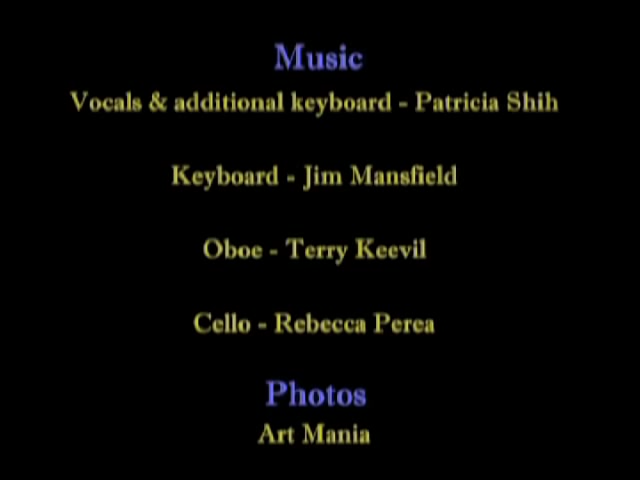 Music
Vocals & additional keyboard - Patricia Shih
Keyboard - Jim Mansfield
Oboe - Terry Keevil
Cello - Rebecca Perea
Photos
Art Mania